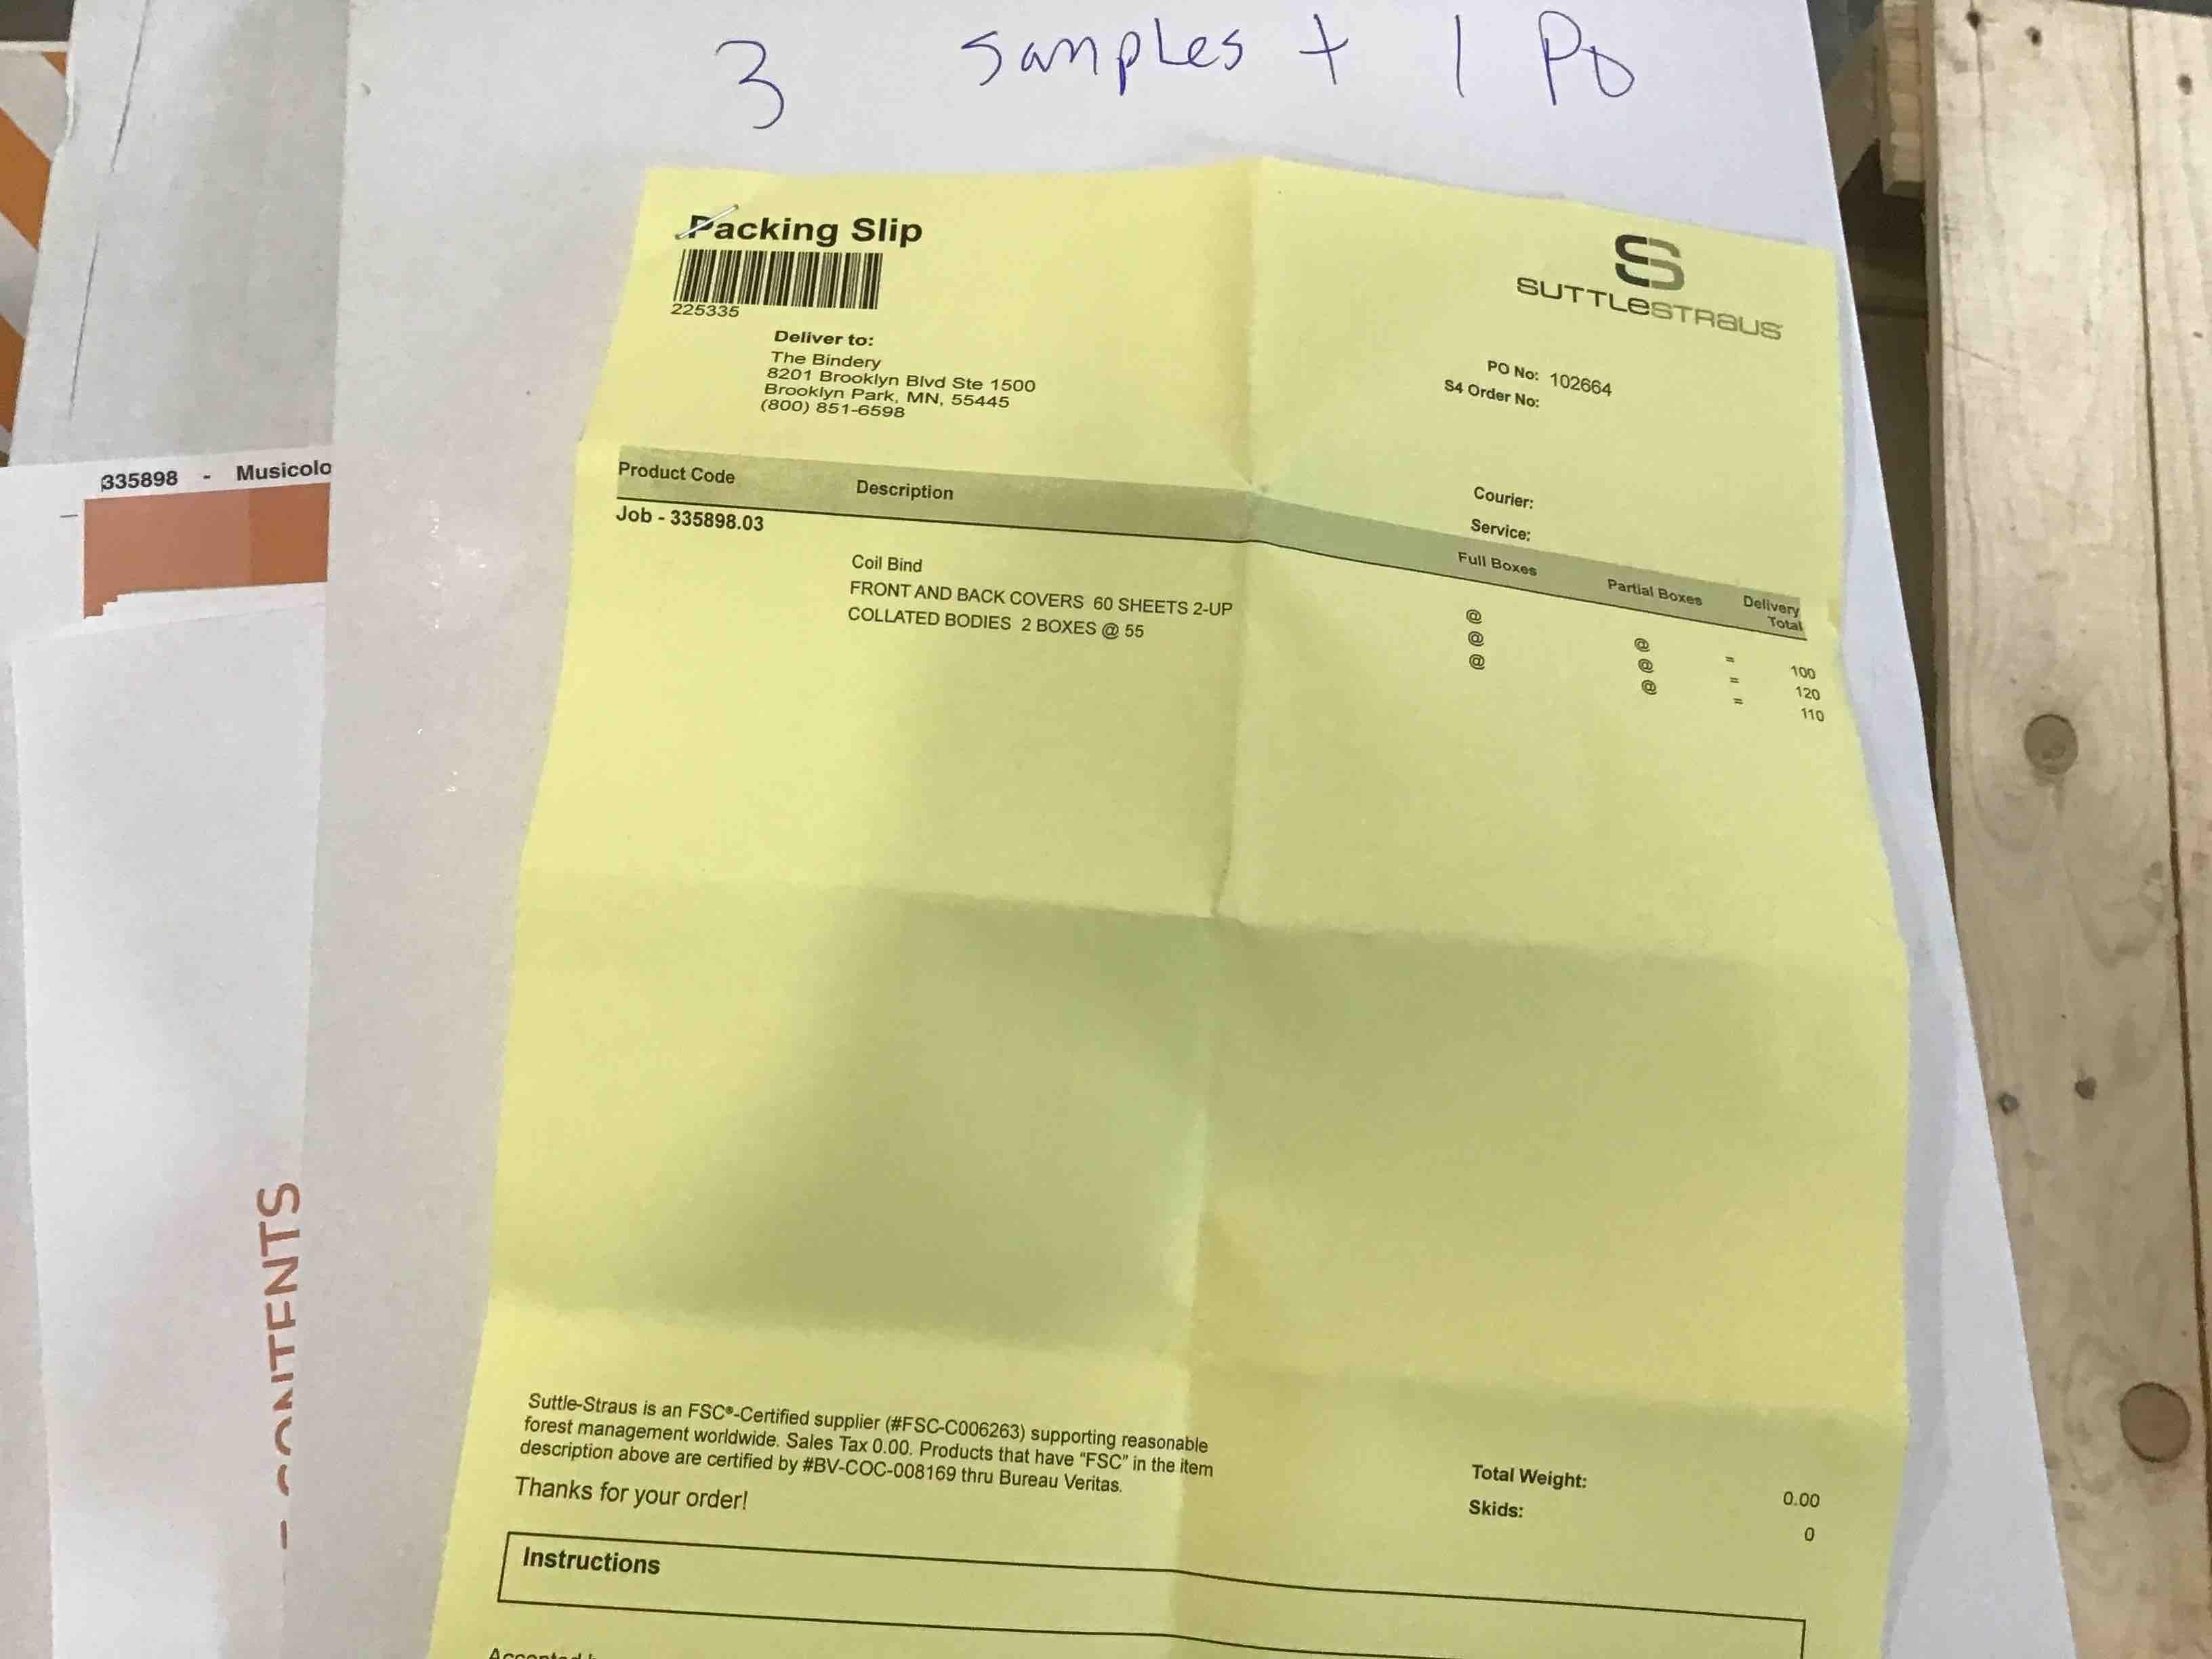 3 samples + 1 Po
Packing Slip
225335
SUTTLESTRAUS
Deliver to:
The Bindery
8201 Brooklyn Blvd Ste 1500
Brooklyn Park, MN, 55445
(800) 851-6598
PO No: 102664
S4 Order No:
Courier:
Service:
Product Code Description Full Boxes Partial Boxes Delivery
Total
Job - 335898.03
Coil Bind @ @ = 100
FRONT AND BACK COVERS 60 SHEETS 2-UP @ @ = 120
COLLATED BODIES 2 BOXES @ 55 @ @ = 110
Suttle-Straus is an FSC®-Certified supplier (#FSC-C006263) supporting reasonable
forest management worldwide. Sales Tax 0.00. Products that have “FSC” in the item
description above are certified by #BV-COC-008169 thru Bureau Veritas.
Thanks for your order!
Total Weight: 0.00
Skids: 0
Instructions
335898 - Musicolo
CONTENTS